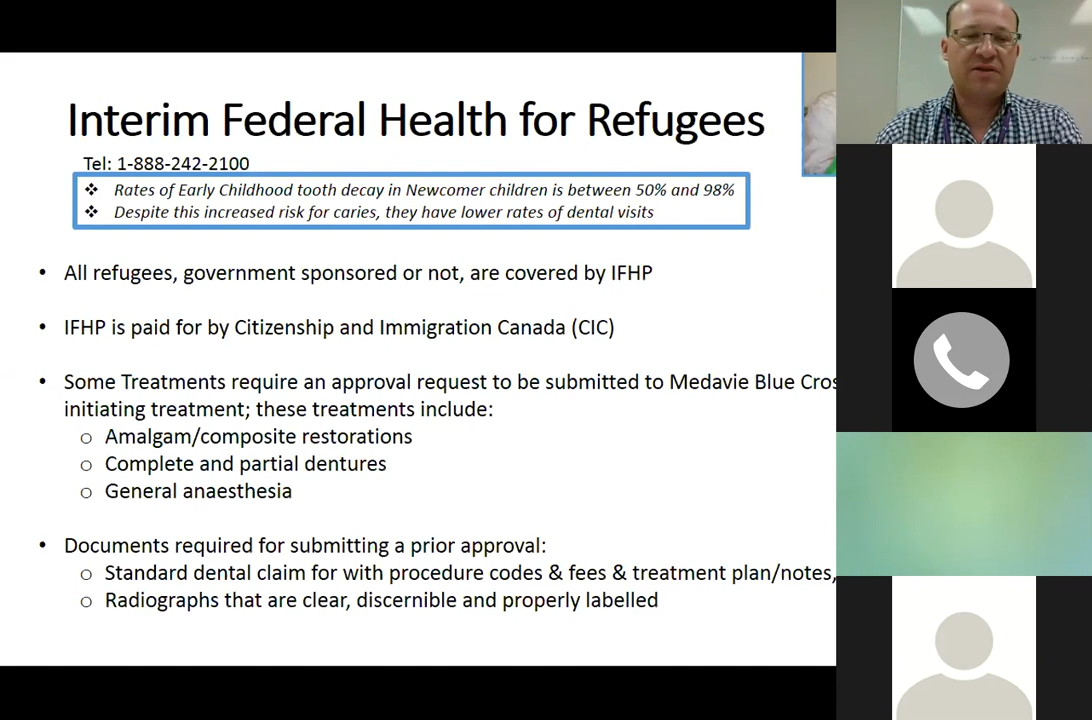 Interim Federal Health for Refugees
Tel: 1-888-242-2100
❖ Rates of Early Childhood tooth decay in Newcomer children is between 50% and 98%
❖ Despite this increased risk for caries, they have lower rates of dental visits
• All refugees, government sponsored or not, are covered by IFHP
• IFHP is paid for by Citizenship and Immigration Canada (CIC)
• Some Treatments require an approval request to be submitted to Medavie Blue Cros
initiating treatment; these treatments include:
o Amalgam/composite restorations
o Complete and partial dentures
o General anaesthesia
• Documents required for submitting a prior approval:
o Standard dental claim for with procedure codes & fees & treatment plan/notes,
o Radiographs that are clear, discernible and properly labelled